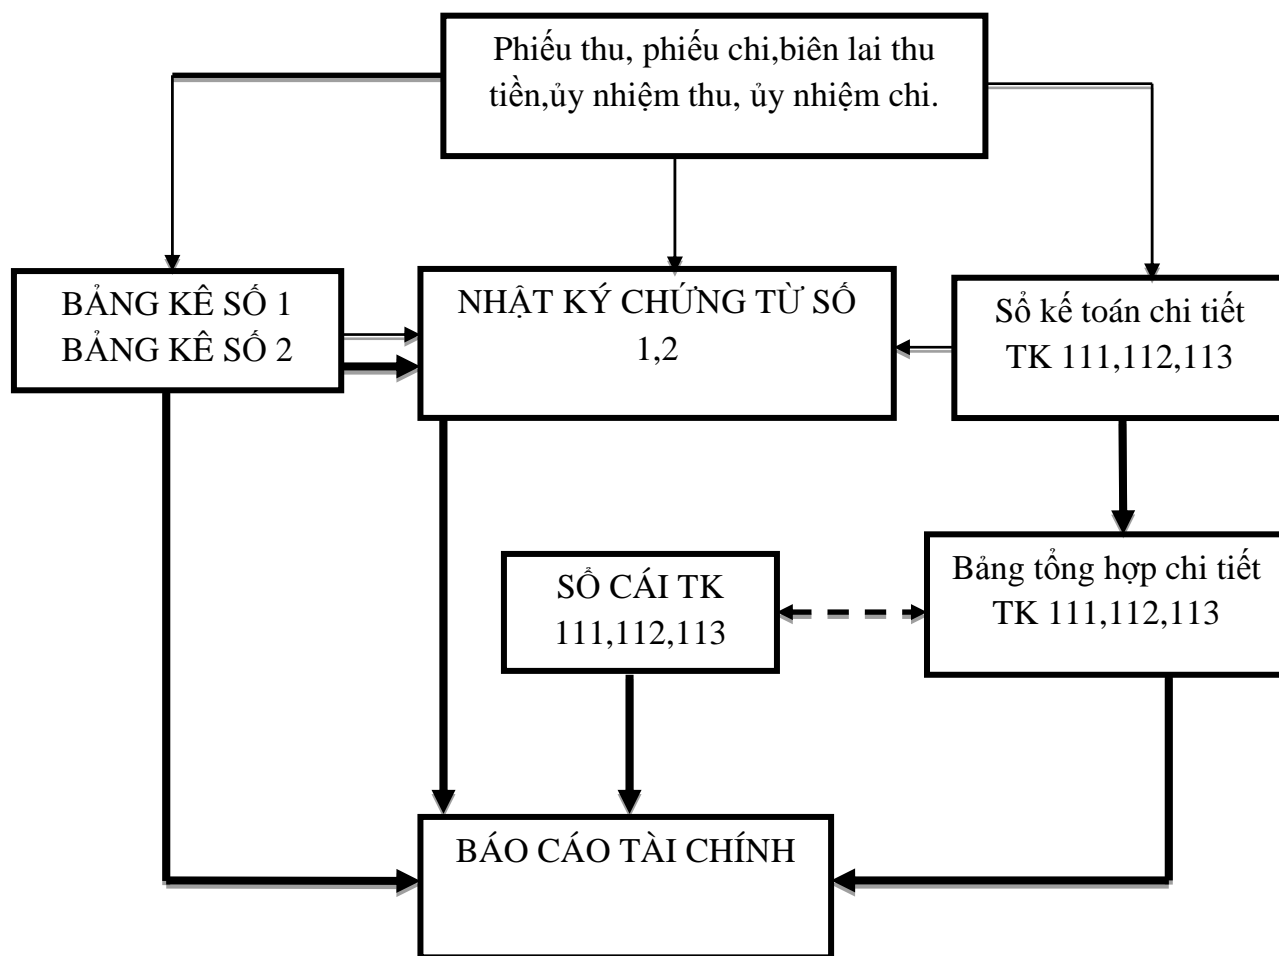 Phiếu thu, phiếu chi,biên lai thu
tiền,ủy nhiệm thu, ủy nhiệm chi.
BẢNG KÊ SỐ 1
BẢNG KÊ SỐ 2
NHẬT KÝ CHỨNG TỪ SỐ
1,2
Sổ kế toán chi tiết
TK 111,112,113
SỔ CÁI TK
111,112,113
Bảng tổng hợp chi tiết
TK 111,112,113
BÁO CÁO TÀI CHÍNH